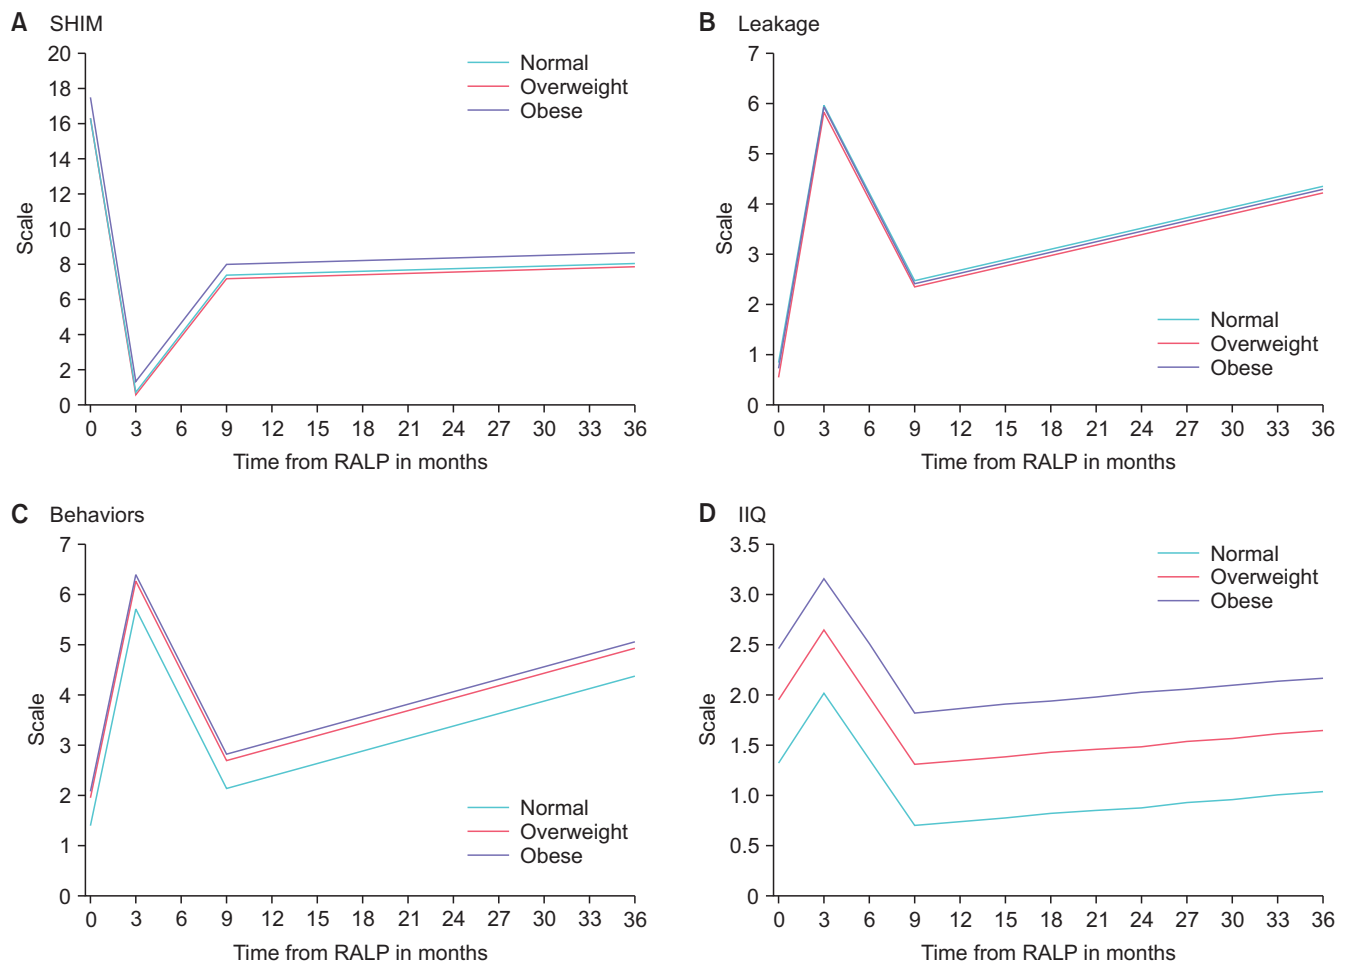 A SHIM
20
18
16
14
12
10
8
6
4
2
0
Scale
Normal
Overweight
Obese
0 3 6 9 12 15 18 21 24 27 30 33 36
Time from RALP in months
B Leakage
7
6
5
4
3
2
1
0
Scale
Normal
Overweight
Obese
0 3 6 9 12 15 18 21 24 27 30 33 36
Time from RALP in months
C Behaviors
7
6
5
4
3
2
1
0
Scale
Normal
Overweight
Obese
0 3 6 9 12 15 18 21 24 27 30 33 36
Time from RALP in months
D IIQ
3.5
3.0
2.5
2.0
1.5
1.0
0.5
0
Scale
Normal
Overweight
Obese
0 3 6 9 12 15 18 21 24 27 30 33 36
Time from RALP in months